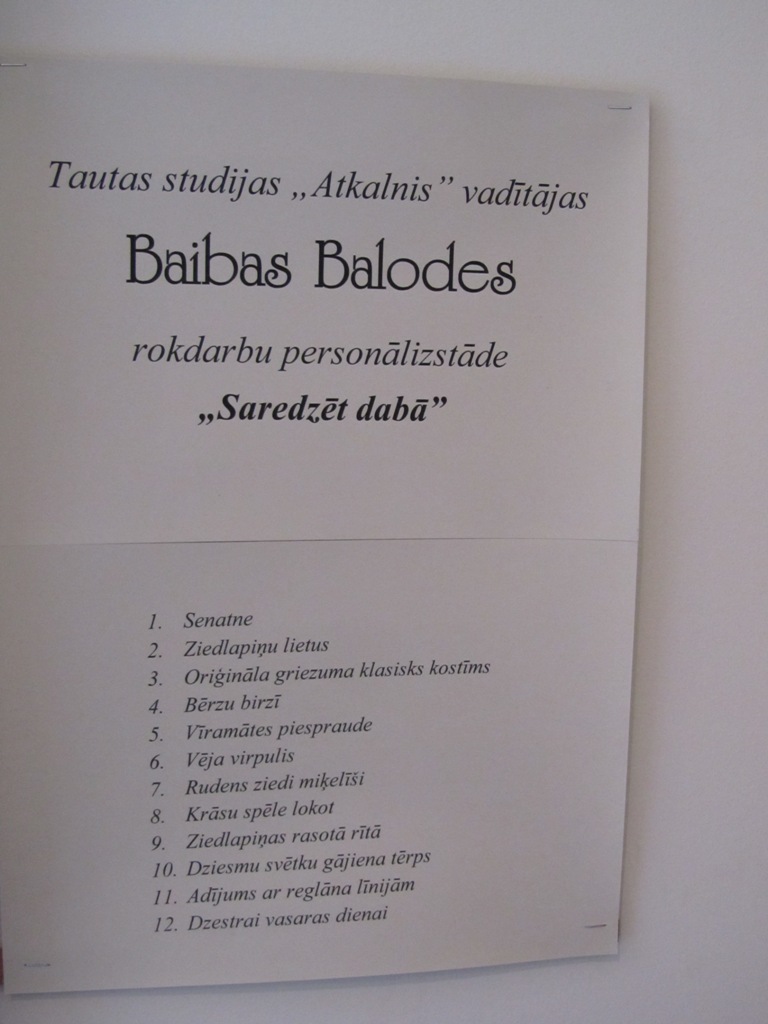 Tautas studijas „Atkalnis” vadītājas
Baibas Balodes
rokdarbu personālizstāde
„Saredzēt dabā”
1. Senatne
2. Ziedlapiņu lietus
3. Oriģināla griezuma klasisks kostīms
4. Bērzu birzī
5. Vīramātes piespraude
6. Vēja virpulis
7. Rudens ziedi miķelīši
8. Krāsu spēle lokot
9. Ziedlapiņas rasotā rītā
10. Dziesmu svētku gājiena tērps
11. Adījums ar reglāna līnijām
12. Dzestrai vasaras dienai